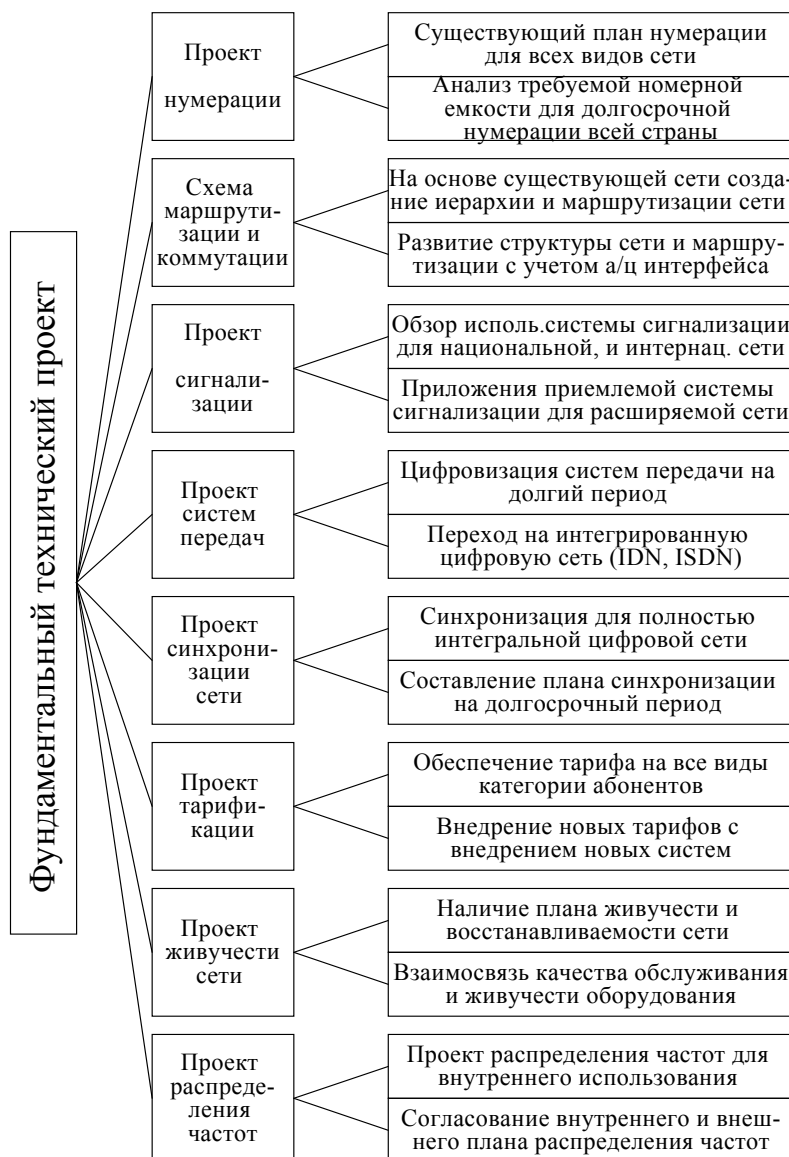 Фундаментальный технический проект
Проект
нумерации
Существующий план нумерации
для всех видов сети
Анализ требуемой номерной
емкости для долгосрочной
нумерации всей страны
Схема
маршрути-
зации и
коммутации
На основе существующей сети созда-
ние иерархии и маршрутизации сети
Развитие структуры сети и маршру-
тизации с учетом а/ц интерфейса
Проект
сигнали-
зации
Обзор исполь.системы сигнализации
для национальной, и интернац. сети
Приложения приемлемой системы
сигнализации для расширяемой сети
Проект
систем
передач
Цифровизация систем передачи на
долгий период
Переход на интегрированную
цифровую сеть (IDN, ISDN)
Проект
синхрони-
зации
сети
Синхронизация для полностью
интегральной цифровой сети
Составление плана синхронизации
на долгосрочный период
Проект
тарифи-
кации
Обеспечение тарифа на все виды
категории абонентов
Внедрение новых тарифов с
внедрением новых систем
Проект
живучести
сети
Наличие плана живучести и
восстанавливаемости сети
Взаимосвязь качества обслуживания
и живучести оборудования
Проект
распреде-
ления
частот
Проект распределения частот для
внутреннего использования
Согласование внутреннего и внеш-
него плана распределения частот